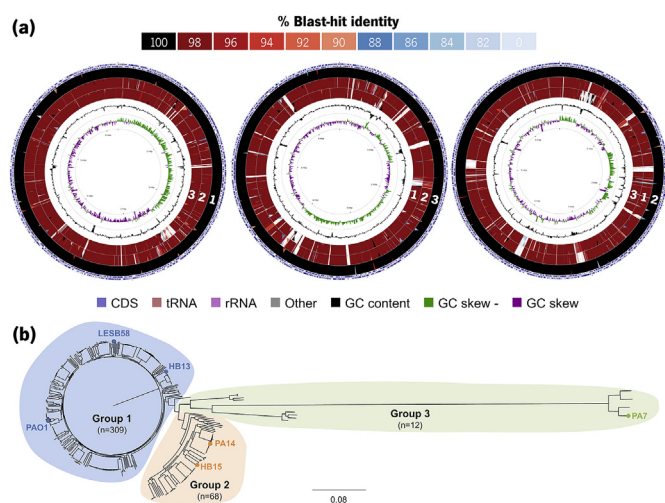 % Blast-hit identity
(a)
100 98 96 94 92 90 88 86 84 82 0
3 2 1
1 2 3
3 1 2
CDS tRNA rRNA Other GC content GC skew - GC skew
(b)
LESB58
HB13
PAO1
Group 1
(n=309)
Group 3
(n=12)
PA7
PA14
HB15
Group 2
(n=68)
0.08